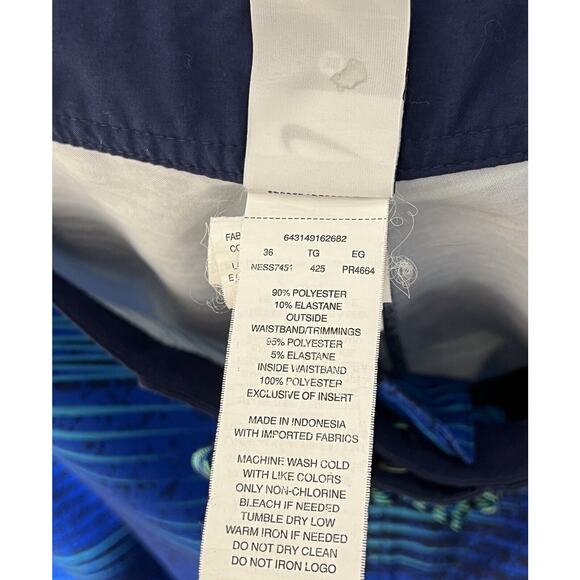 643149162682
36 TG EG
NESS7451 425 PR4664
90% POLYESTER
10% ELASTANE
OUTSIDE
WAISTBAND/TRIMMINGS
95% POLYESTER
5% ELASTANE
INSIDE WAISTBAND
100% POLYESTER
EXCLUSIVE OF INSERT
MADE IN INDONESIA
WITH IMPORTED FABRICS
MACHINE WASH COLD
WITH LIKE COLORS
ONLY NON-CHLORINE
BLEACH IF NEEDED
TUMBLE DRY LOW
WARM IRON IF NEEDED
DO NOT DRY CLEAN
DO NOT IRON LOGO